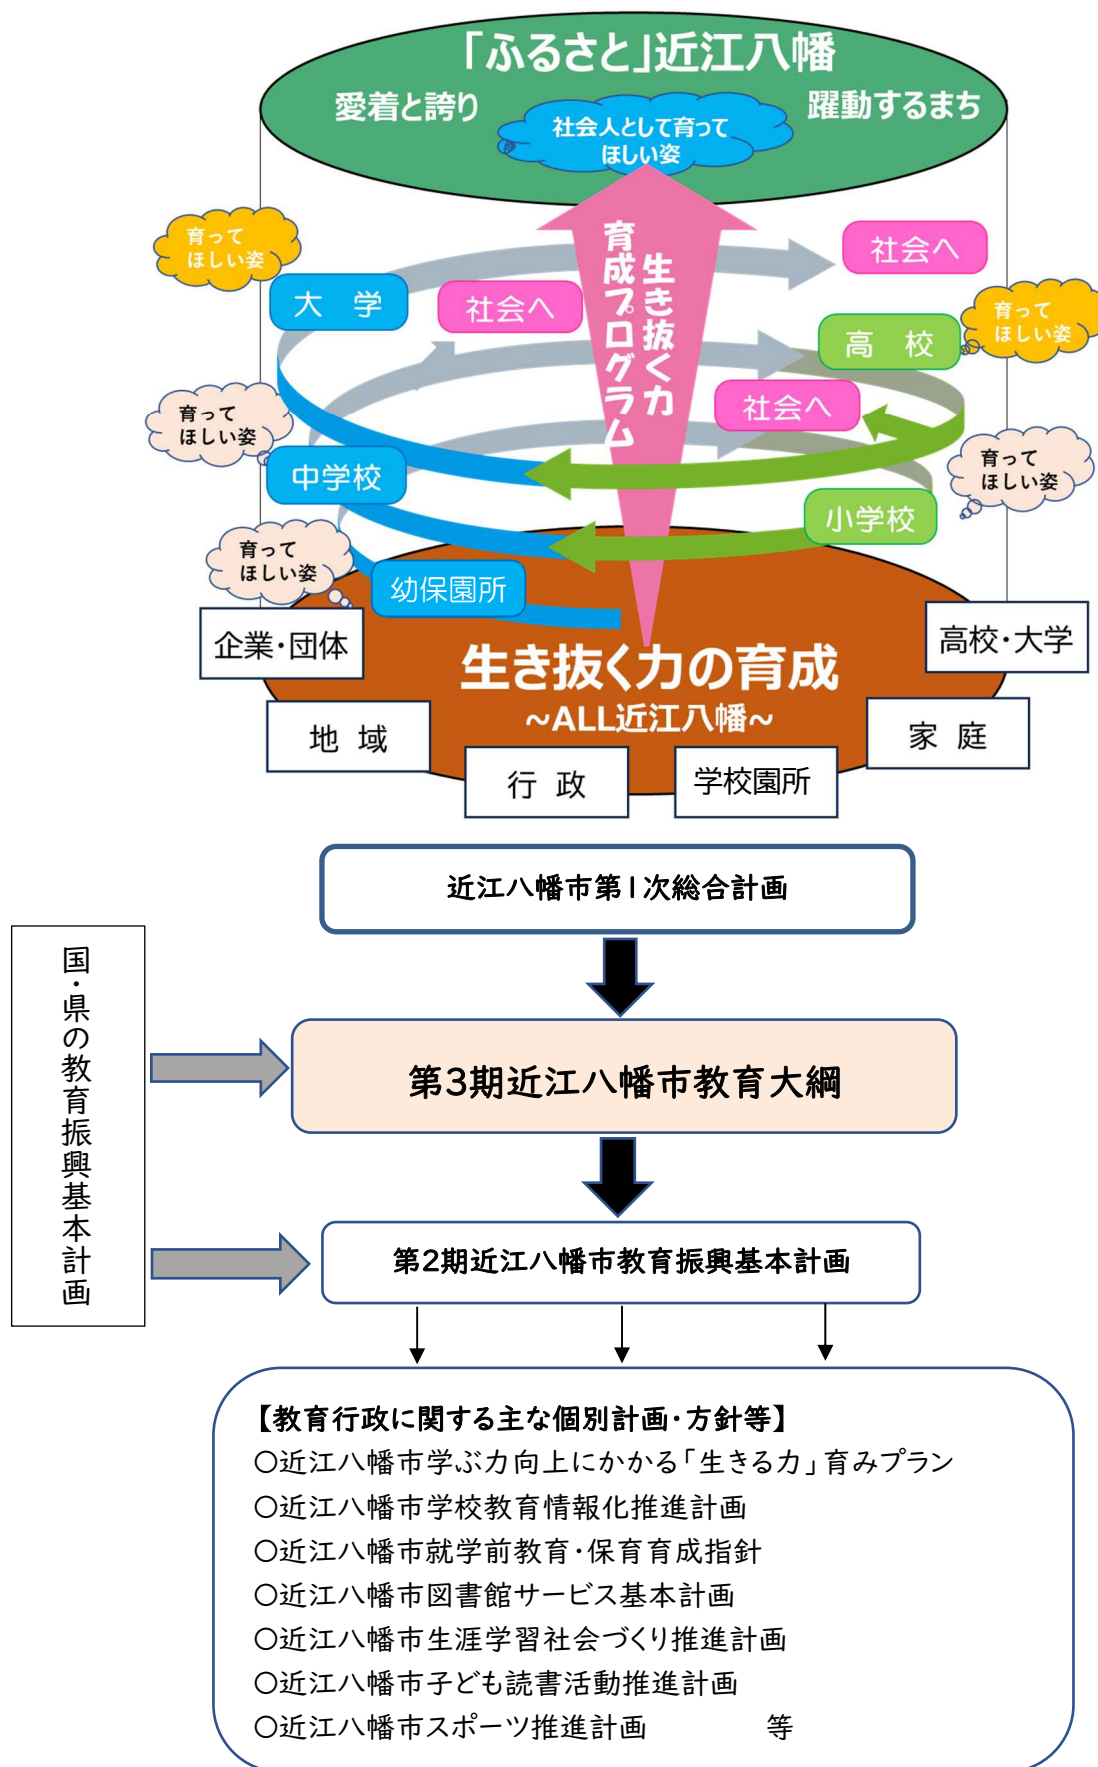 「ふるさと」近江八幡
愛着と誇り
躍動するまち
社会人として育って
ほしい姿
生き抜く力
育成プログラム
育って
ほしい姿
社会へ
大　学
社会へ
高　校
育って
ほしい姿
育って
ほしい姿
社会へ
中学校
育って
ほしい姿
小学校
育って
ほしい姿
幼保園所
企業・団体
高校・大学
生き抜く力の育成
~ALL近江八幡~
地 域
家 庭
行 政
学校園所
近江八幡市第1次総合計画
国・県の教育振興基本計画
第3期近江八幡市教育大綱
第2期近江八幡市教育振興基本計画
【教育行政に関する主な個別計画・方針等】
○近江八幡市学ぶ力向上にかかる「生きる力」育みプラン
○近江八幡市学校教育情報化推進計画
○近江八幡市就学前教育・保育育成指針
○近江八幡市図書館サービス基本計画
○近江八幡市生涯学習社会づくり推進計画
○近江八幡市子ども読書活動推進計画
○近江八幡市スポーツ推進計画　　　　等